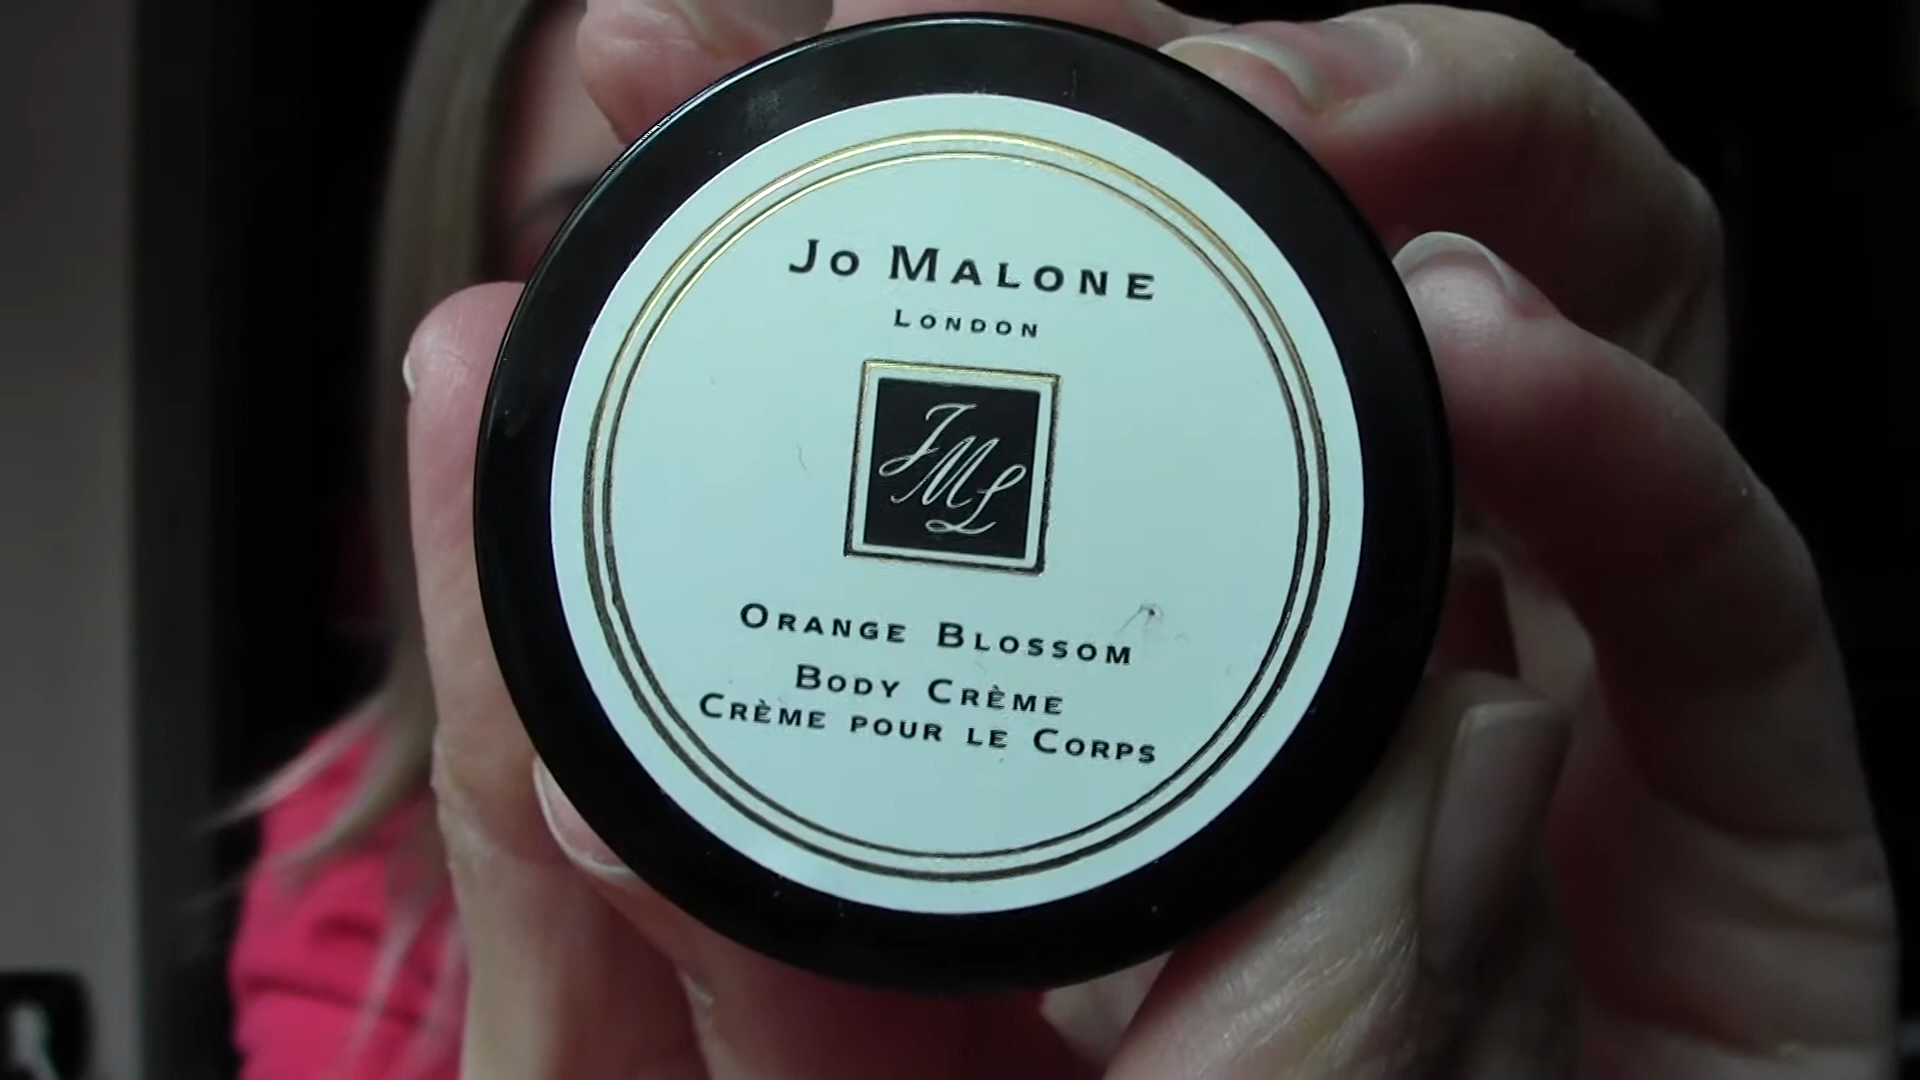 Jo Malone
London
JML
Orange Blossom
Body Crème
Crème pour le Corps